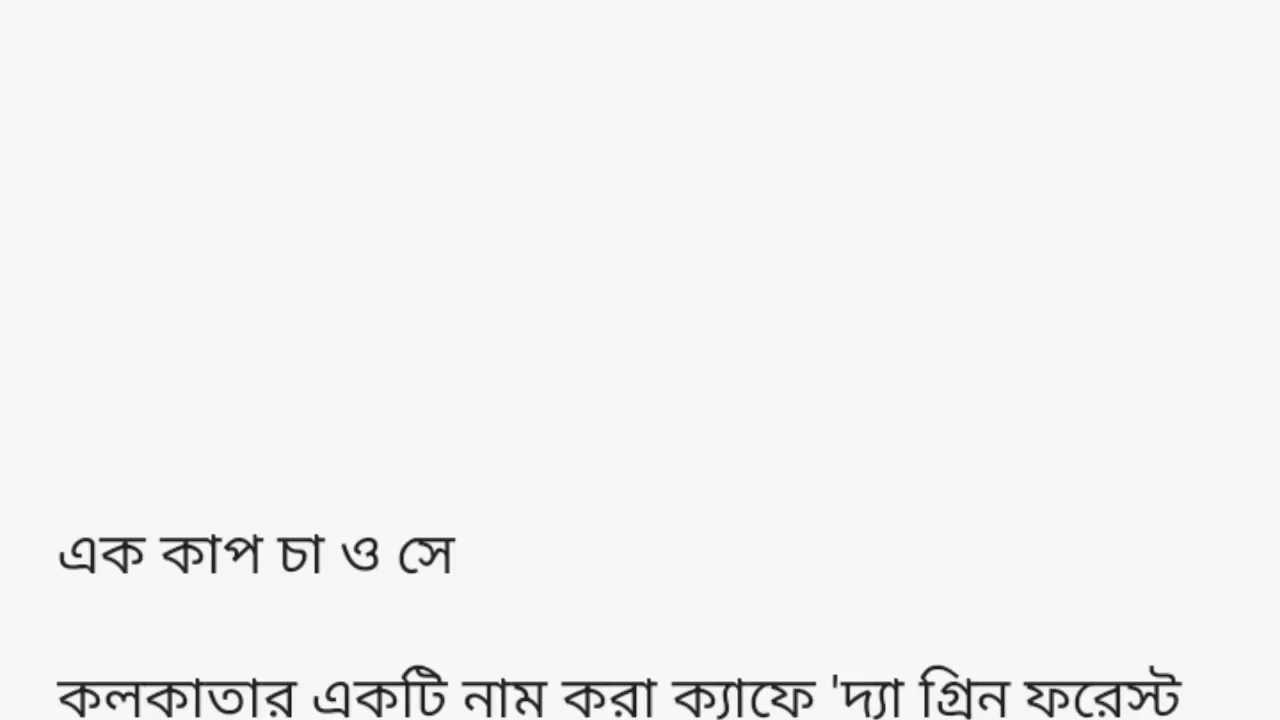 এক কাপ চা ও সে
কলকাতার একটি নাম করা ক্যাফে 'দ্যা গ্রিন ফরেস্ট